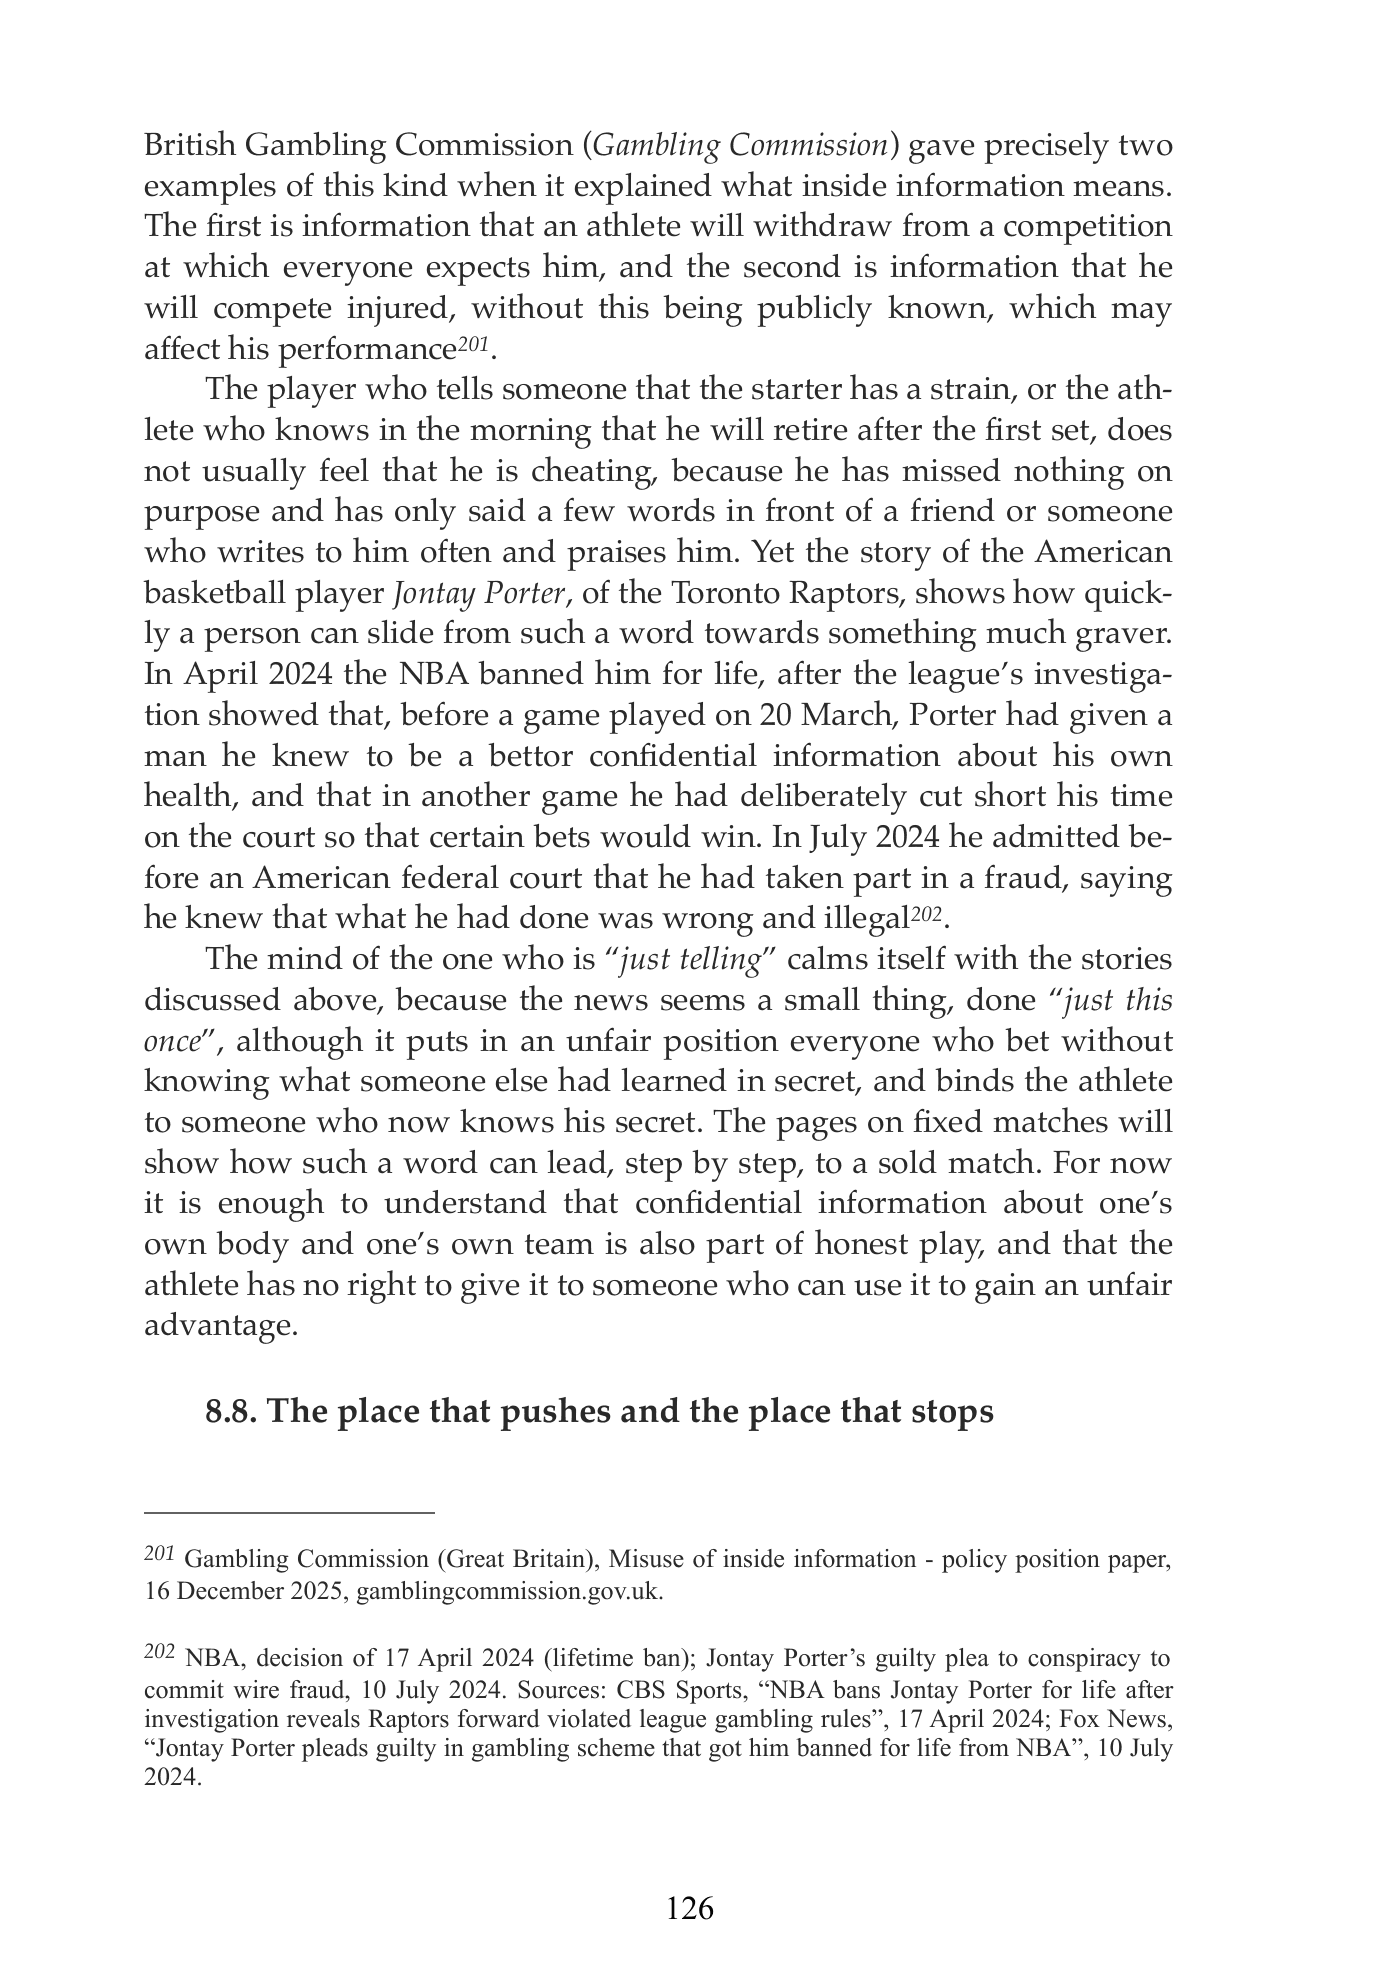 British Gambling Commission (Gambling Commission) gave precisely two
examples of this kind when it explained what inside information means.
The first is information that an athlete will withdraw from a competition
at which everyone expects him, and the second is information that he
will compete injured, without this being publicly known, which may
affect his performance201.
The player who tells someone that the starter has a strain, or the ath-
lete who knows in the morning that he will retire after the first set, does
not usually feel that he is cheating, because he has missed nothing on
purpose and has only said a few words in front of a friend or someone
who writes to him often and praises him. Yet the story of the American
basketball player Jontay Porter, of the Toronto Raptors, shows how quick-
ly a person can slide from such a word towards something much graver.
In April 2024 the NBA banned him for life, after the league’s investiga-
tion showed that, before a game played on 20 March, Porter had given a
man he knew to be a bettor confidential information about his own
health, and that in another game he had deliberately cut short his time
on the court so that certain bets would win. In July 2024 he admitted be-
fore an American federal court that he had taken part in a fraud, saying
he knew that what he had done was wrong and illegal202.
The mind of the one who is “just telling” calms itself with the stories
discussed above, because the news seems a small thing, done “just this
once”, although it puts in an unfair position everyone who bet without
knowing what someone else had learned in secret, and binds the athlete
to someone who now knows his secret. The pages on fixed matches will
show how such a word can lead, step by step, to a sold match. For now
it is enough to understand that confidential information about one’s
own body and one’s own team is also part of honest play, and that the
athlete has no right to give it to someone who can use it to gain an unfair
advantage.
8.8. The place that pushes and the place that stops
201 Gambling Commission (Great Britain), Misuse of inside information - policy position paper,
16 December 2025, gamblingcommission.gov.uk.
202 NBA, decision of 17 April 2024 (lifetime ban); Jontay Porter’s guilty plea to conspiracy to
commit wire fraud, 10 July 2024. Sources: CBS Sports, “NBA bans Jontay Porter for life after
investigation reveals Raptors forward violated league gambling rules”, 17 April 2024; Fox News,
“Jontay Porter pleads guilty in gambling scheme that got him banned for life from NBA”, 10 July
2024.
126